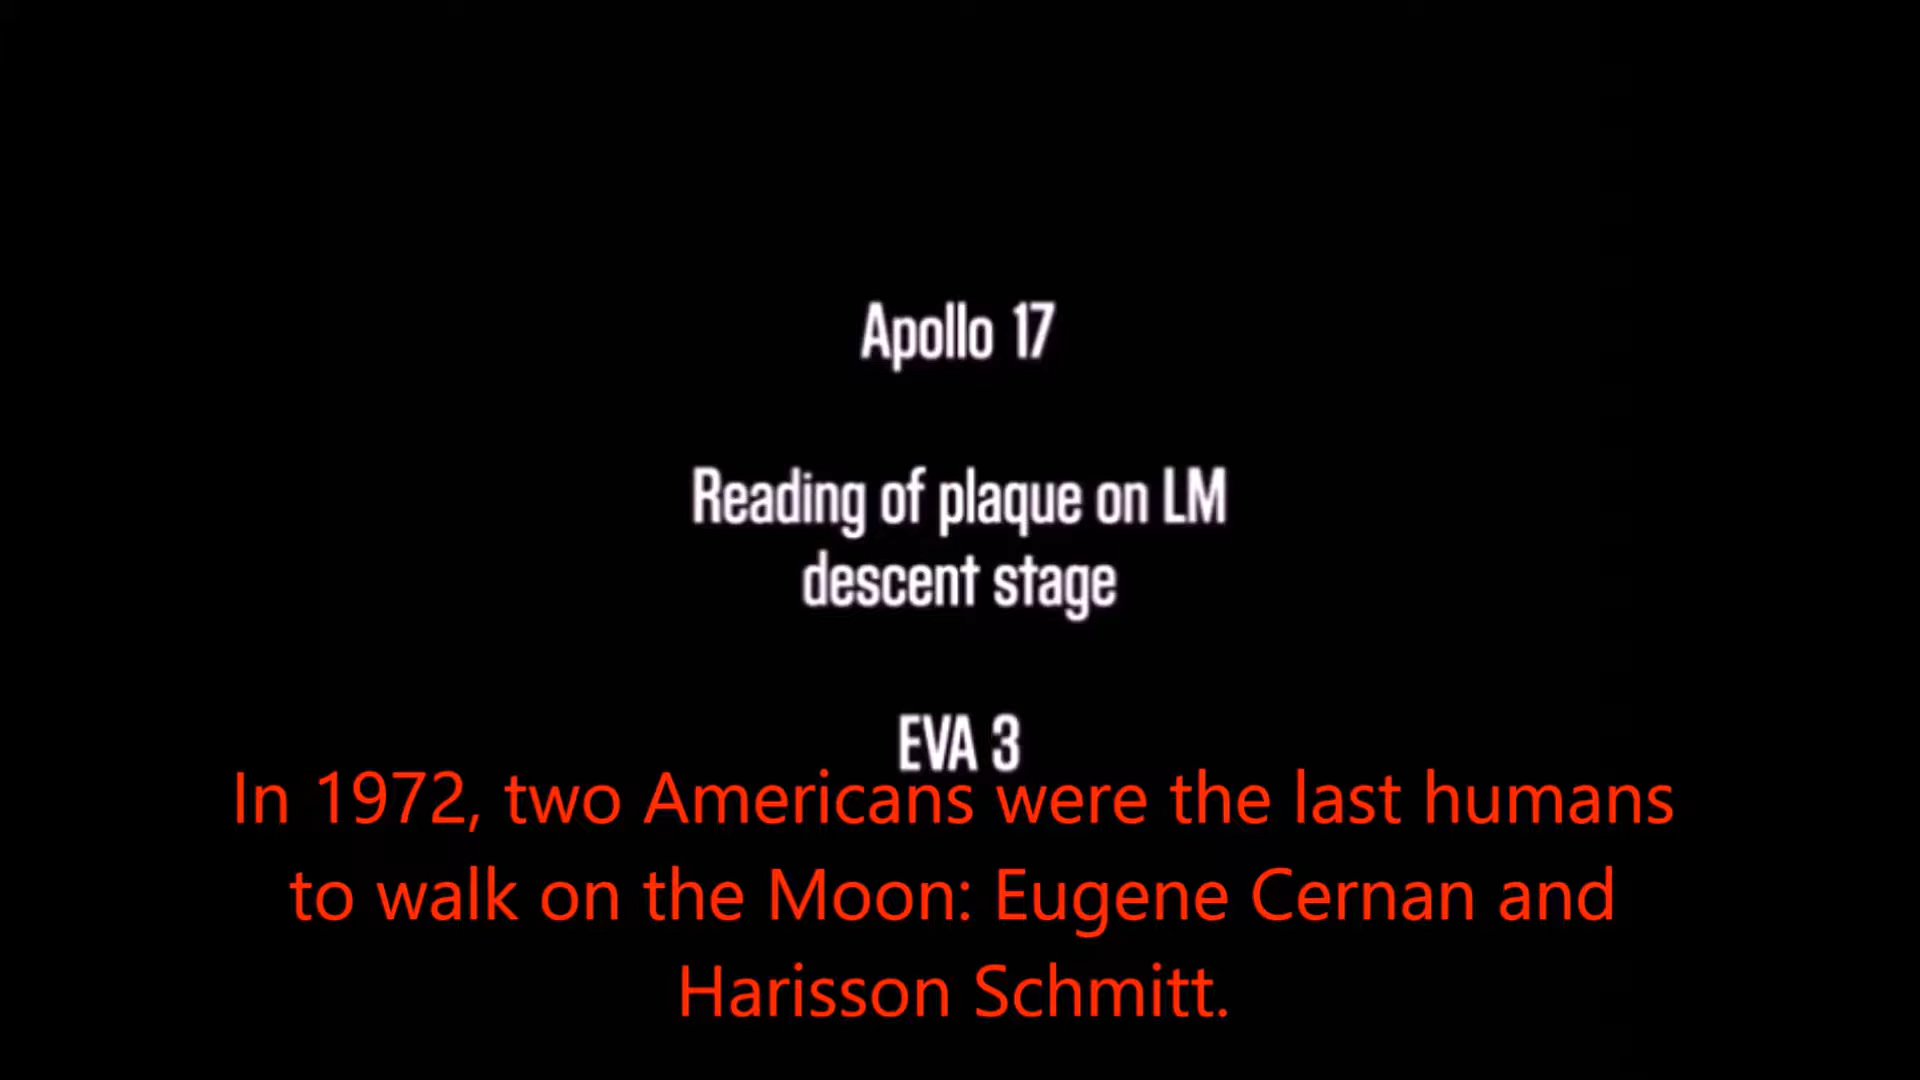 Apollo 17
Reading of plaque on LM
descent stage
EVA 3
In 1972, two Americans were the last humans
to walk on the Moon: Eugene Cernan and
Harisson Schmitt.